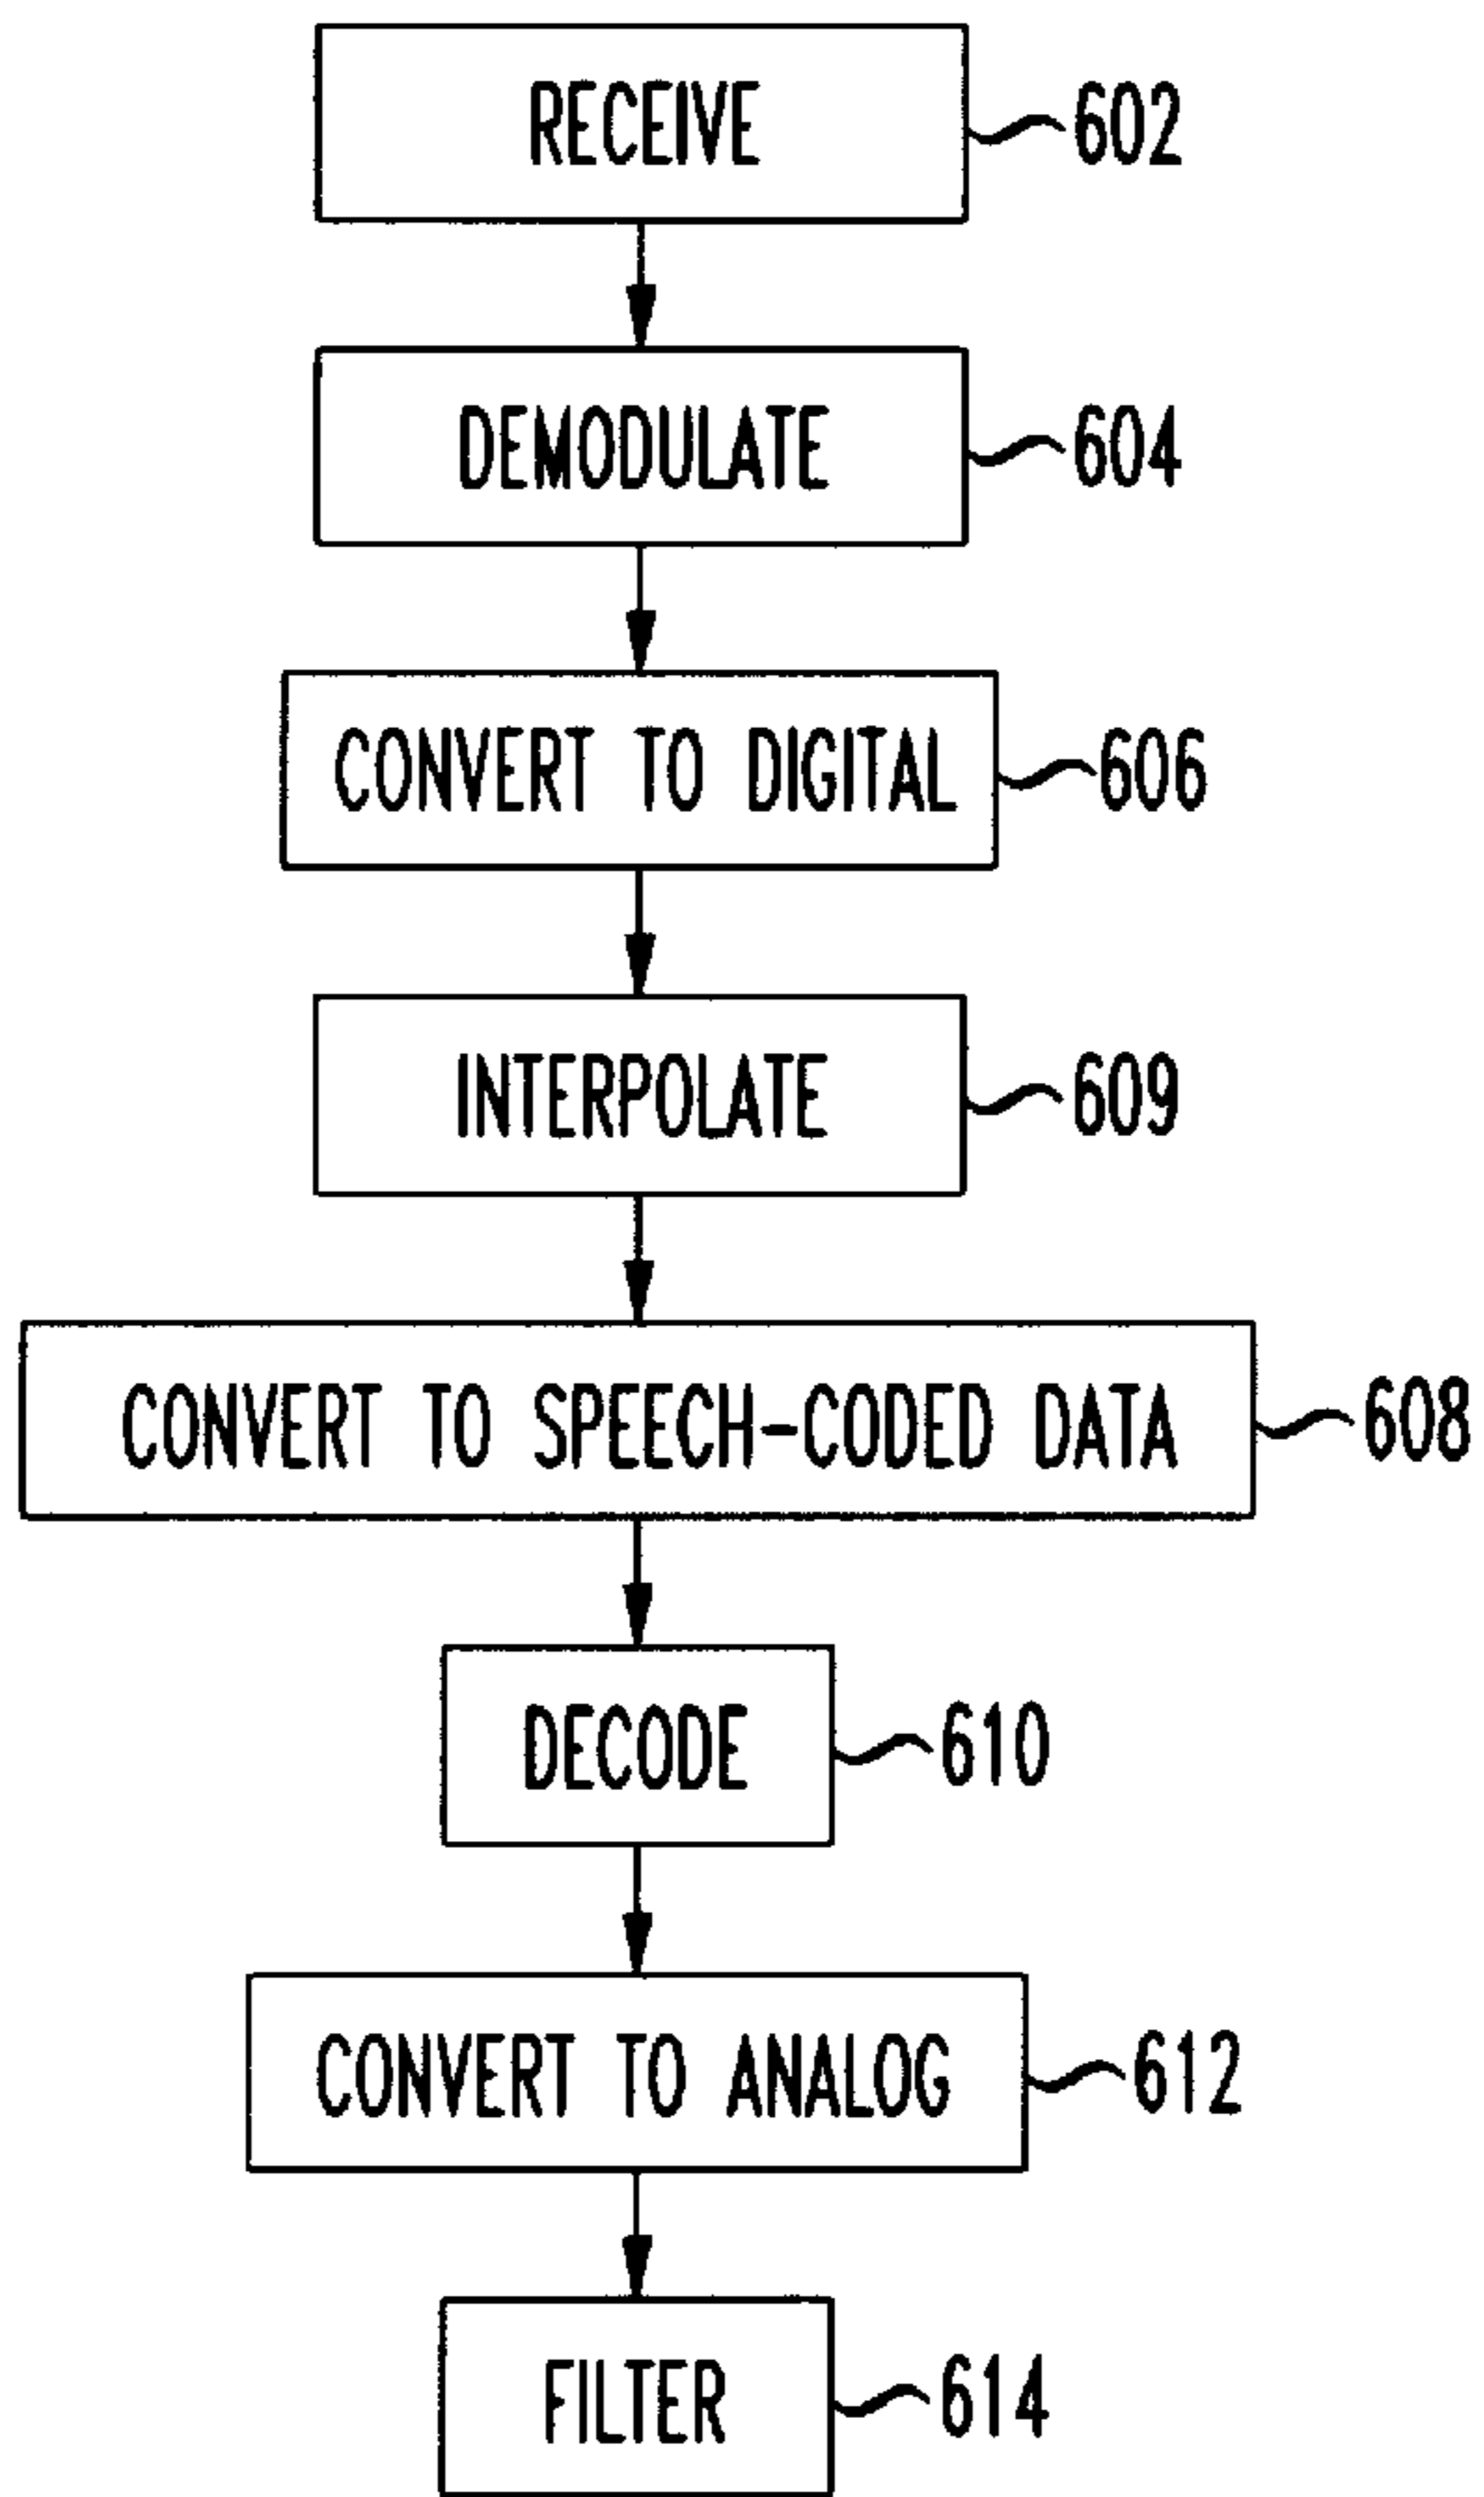 RECEIVE 602
DEMODULATE 604
CONVERT TO DIGITAL 606
INTERPOLATE 609
CONVERT TO SPEECH-CODED DATA 608
DECODE 610
CONVERT TO ANALOG 612
FILTER 614